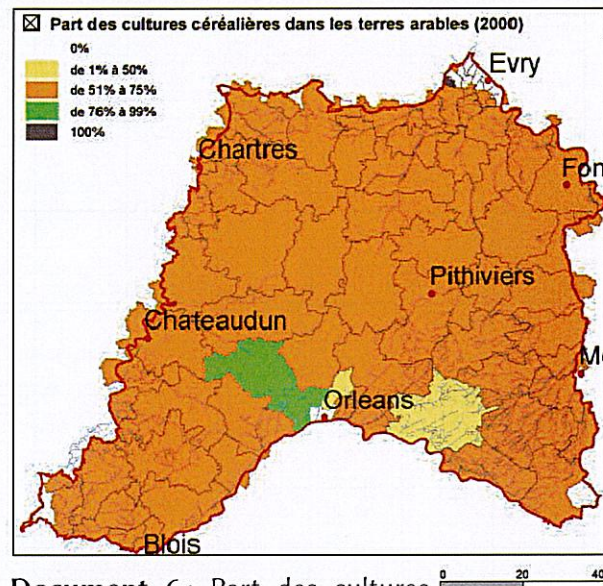 Part des cultures céréalières dans les terres arables (2000)
0%
de 1% à 50%
de 51% à 75%
de 76% à 99%
100%
Evry
Chartres
Fon
Pithiviers
Chateaudun
Orleans
Blois
0 20 40
Document 6: Part des cultures